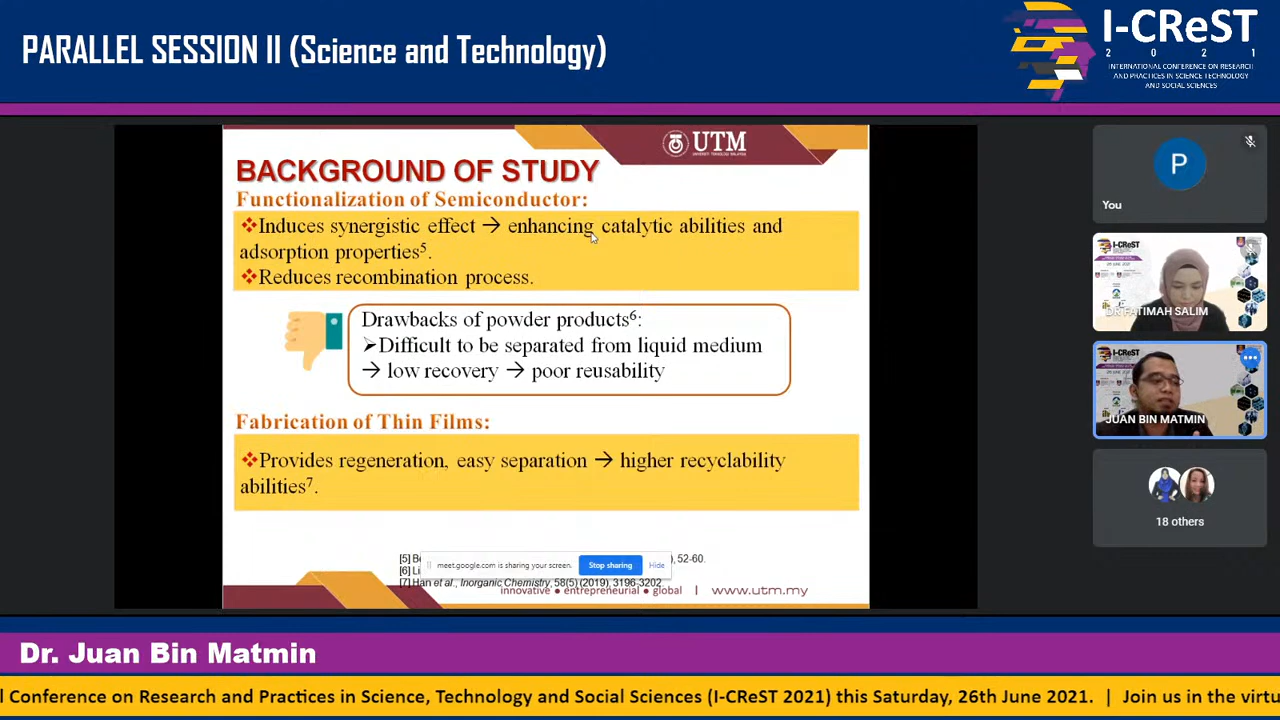 PARALLEL SESSION II (Science and Technology)
I-CReST
2 0 2 1
INTERNATIONAL CONFERENCE ON RESEARCH
AND PRACTICES IN SCIENCE TECHNOLOGY
AND SOCIAL SCIENCES
UTM
UNIVERSITI TEKNOLOGI MALAYSIA
BACKGROUND OF STUDY
Functionalization of Semiconductor:
❖Induces synergistic effect → enhancing catalytic abilities and
adsorption properties⁵.
❖Reduces recombination process.
Drawbacks of powder products⁶:
➢Difficult to be separated from liquid medium
→ low recovery → poor reusability
Fabrication of Thin Films:
❖Provides regeneration, easy separation → higher recyclability
abilities⁷.
[5] 52-60.
meet.google.com is sharing your screen.
Stop sharing
Hide
[6] Li
[7] Han et al., Inorganic Chemistry, 58(5) (2019), 3196-3202
innovative ● entrepreneurial ● global | www.utm.my
P
You
I-CReST
DR FATIMAH SALIM
I-CReST
JUAN BIN MATMIN
18 others
Dr. Juan Bin Matmin
l Conference on Research and Practices in Science, Technology and Social Sciences (I-CReST 2021) this Saturday, 26th June 2021. | Join us in the virtu